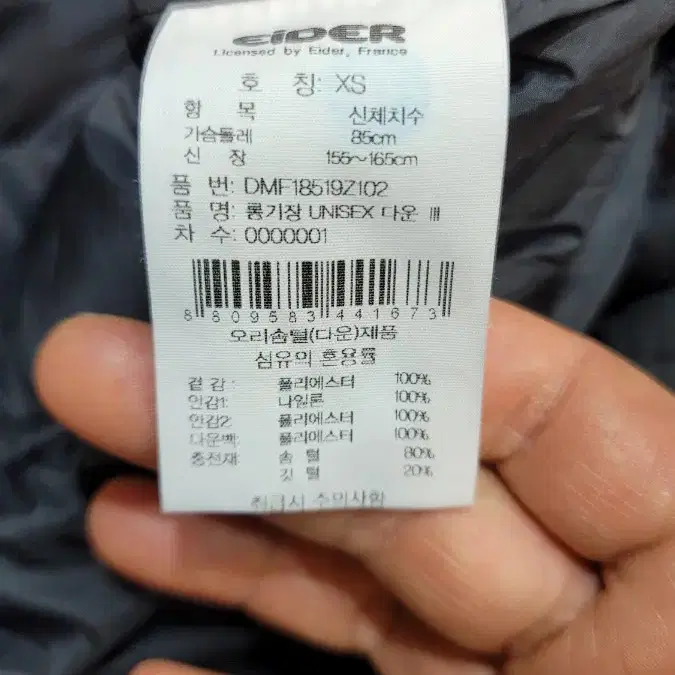 EIDER
Licensed by Eider, France
호 칭: XS
항 목 신체치수
가슴둘레 85cm
신 장 155~165cm
품 번: DMF18519Z102
품 명: 롱기장 UNISEX 다운 III
차 수: 0000001
8 809583 441673
오리솜털(다운)제품
섬유의 혼용률
겉감: 폴리에스터 100%
안감1: 나일론 100%
안감2: 폴리에스터 100%
다운백: 폴리에스터 100%
충전재: 솜 털 80%
깃 털 20%
취급시 주의사항